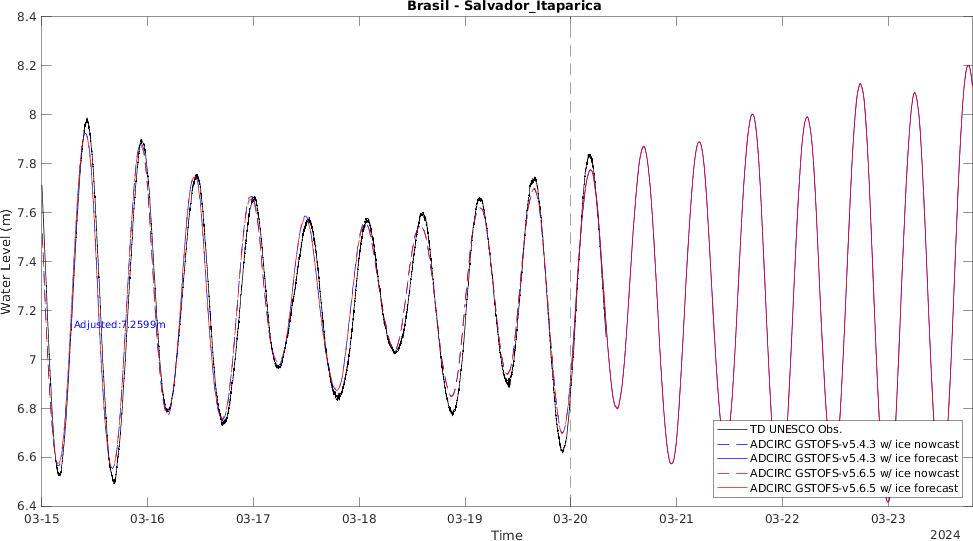 Brasil - Salvador_Itaparica
8.4
8.2
8
7.8
7.6
7.4
7.2
7
6.8
6.6
6.4
Water Level (m)
Adjusted:7.2599m
TD UNESCO Obs.
ADCIRC GSTOFS-v5.4.3 w/ ice nowcast
ADCIRC GSTOFS-v5.4.3 w/ ice forecast
ADCIRC GSTOFS-v5.6.5 w/ ice nowcast
ADCIRC GSTOFS-v5.6.5 w/ ice forecast
03-15 03-16 03-17 03-18 03-19 03-20 03-21 03-22 03-23
Time
2024